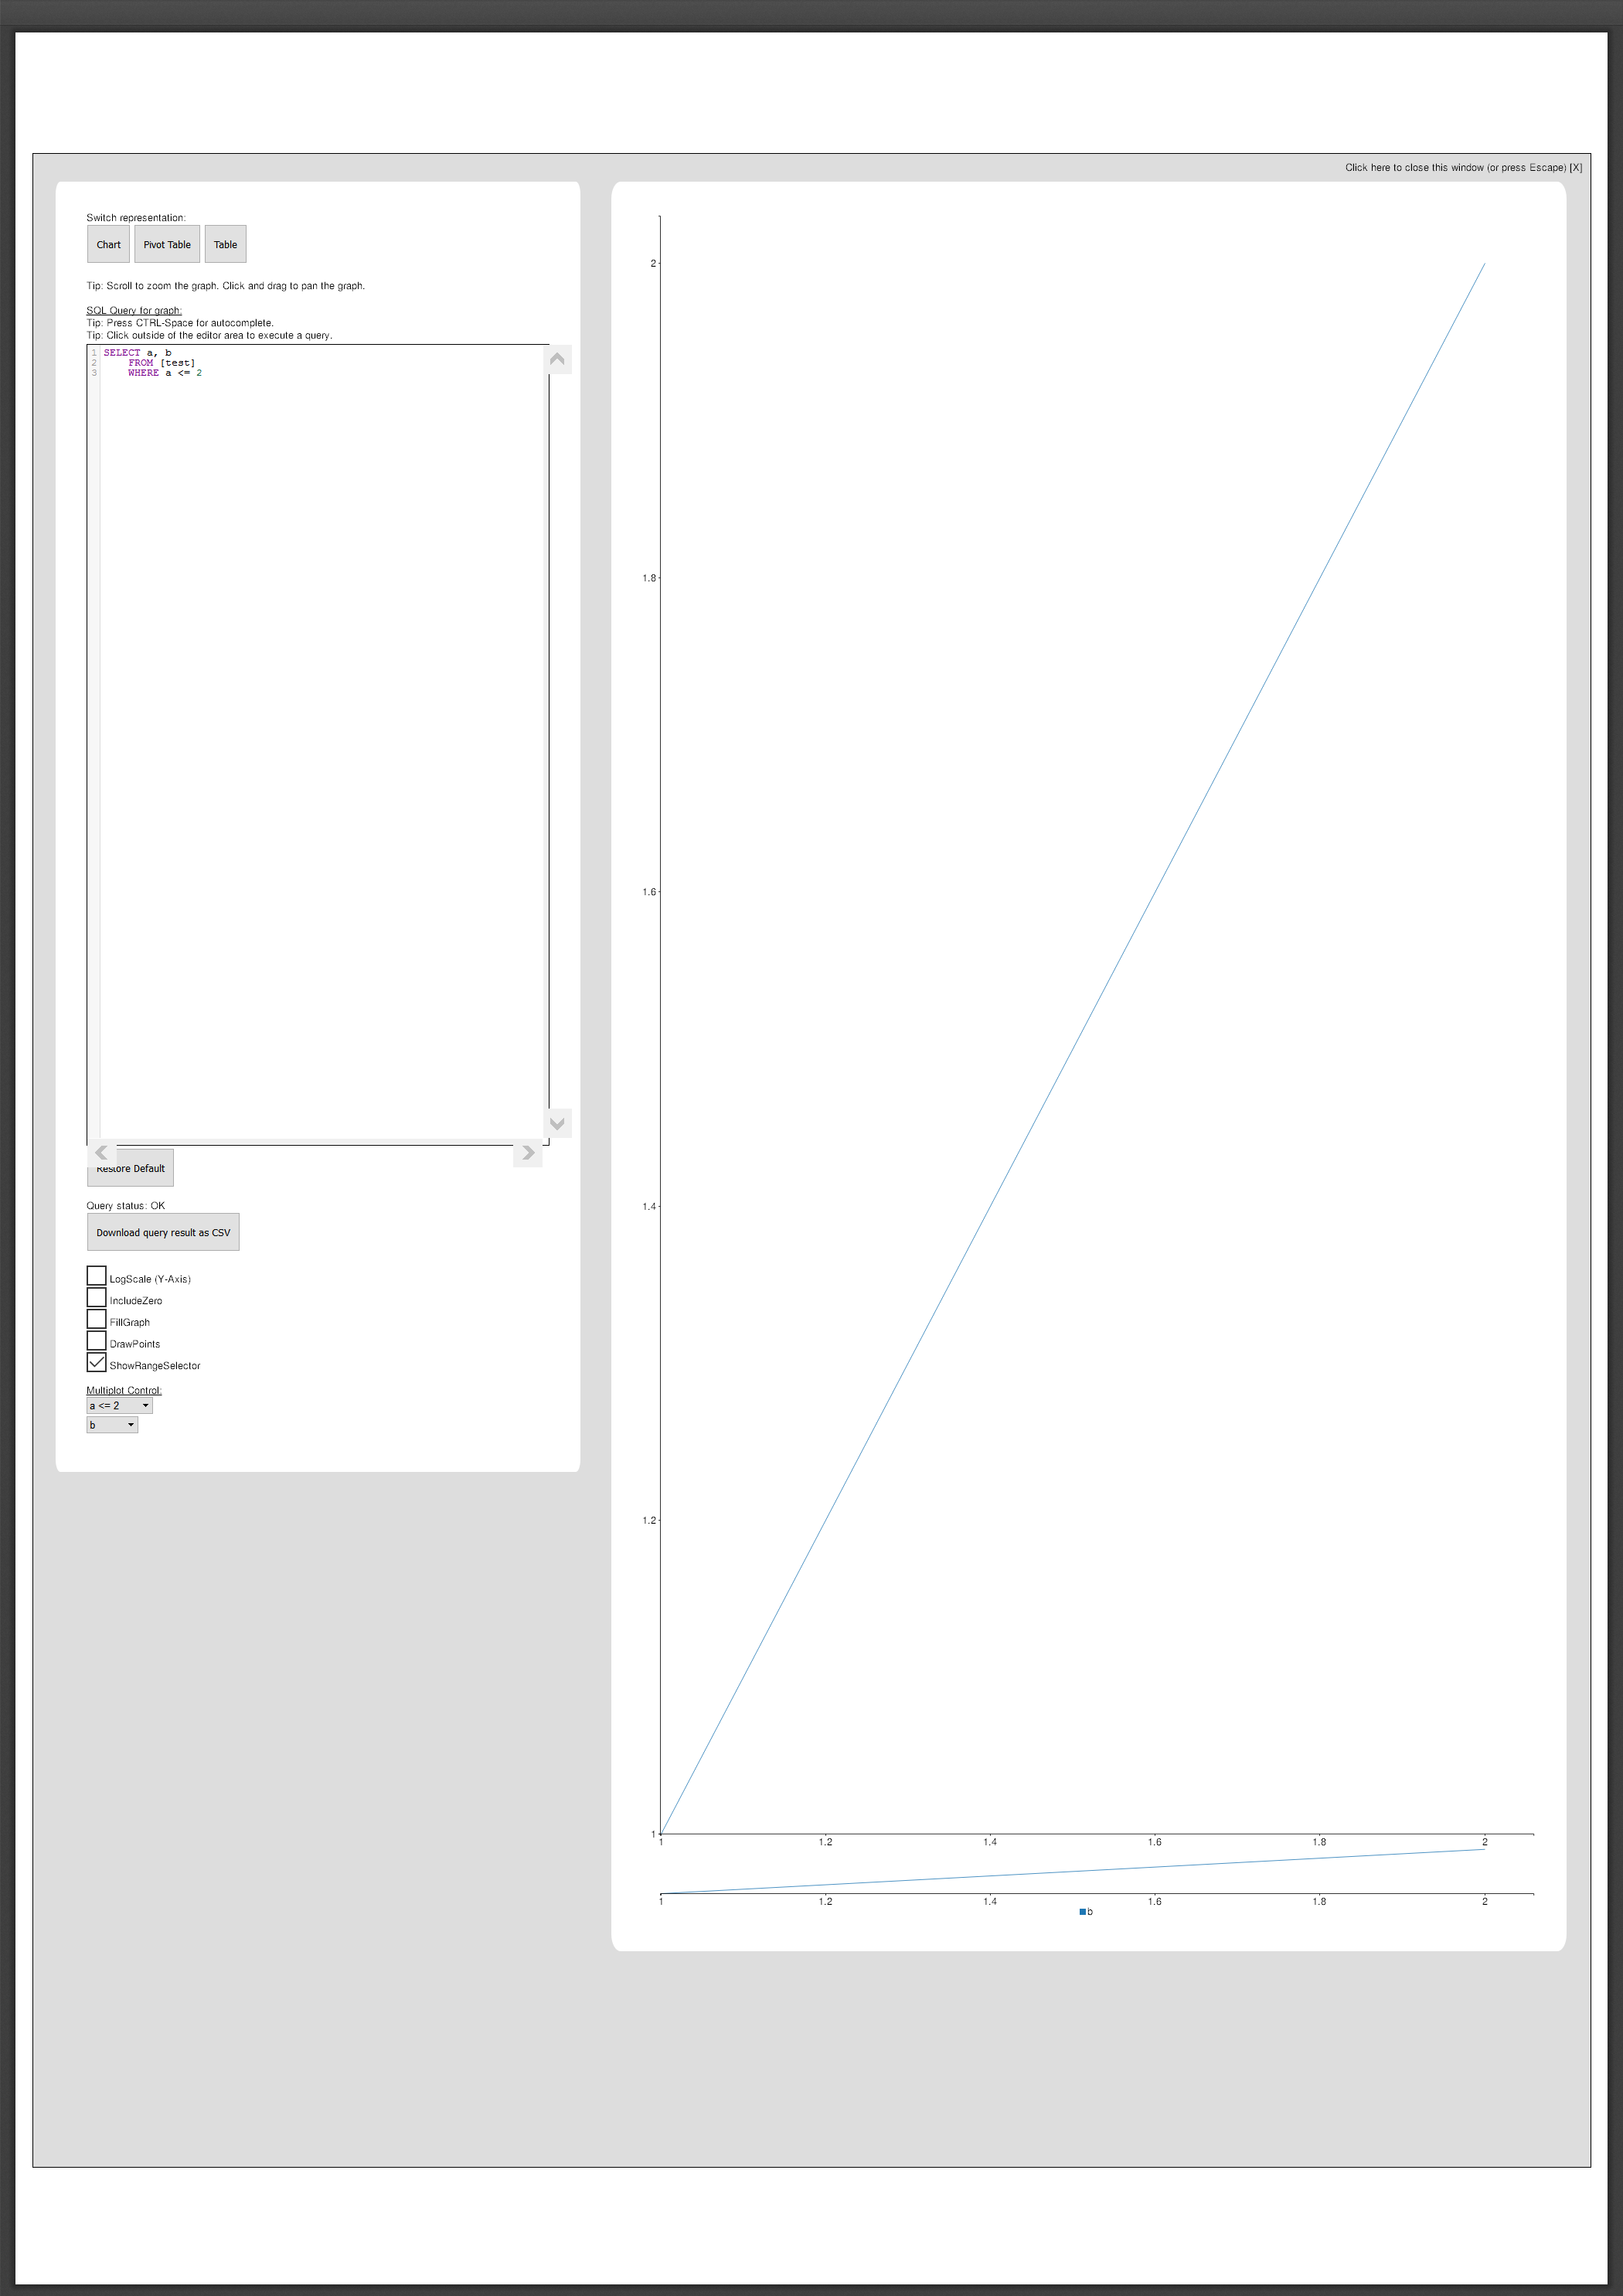 Click here to close this window (or press Escape) [X]
Switch representation:
Chart Pivot Table Table
Tip: Scroll to zoom the graph. Click and drag to pan the graph.
SQL Query for graph:
Tip: Press CTRL-Space for autocomplete.
Tip: Click outside of the editor area to execute a query.
1 SELECT a, b
2 FROM [test]
3 WHERE a <= 2
Restore Default
Query status: OK
Download query result as CSV
LogScale (Y-Axis)
IncludeZero
FillGraph
DrawPoints
ShowRangeSelector
Multiplot Control:
a <= 2
b
2
1.8
1.6
1.4
1.2
1
1 1.2 1.4 1.6 1.8 2
1 1.2 1.4 1.6 1.8 2
b